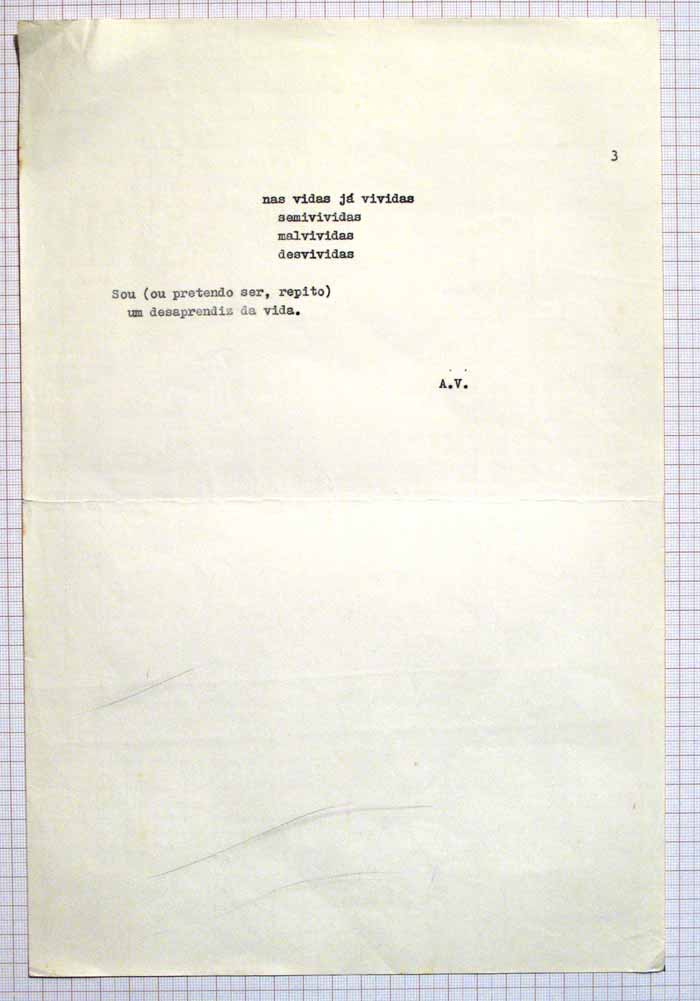 3
nas vidas já vividas
semivividas
malvividas
desvividas
Sou (ou pretendo ser, repito)
um desaprendiz da vida.
A.V.